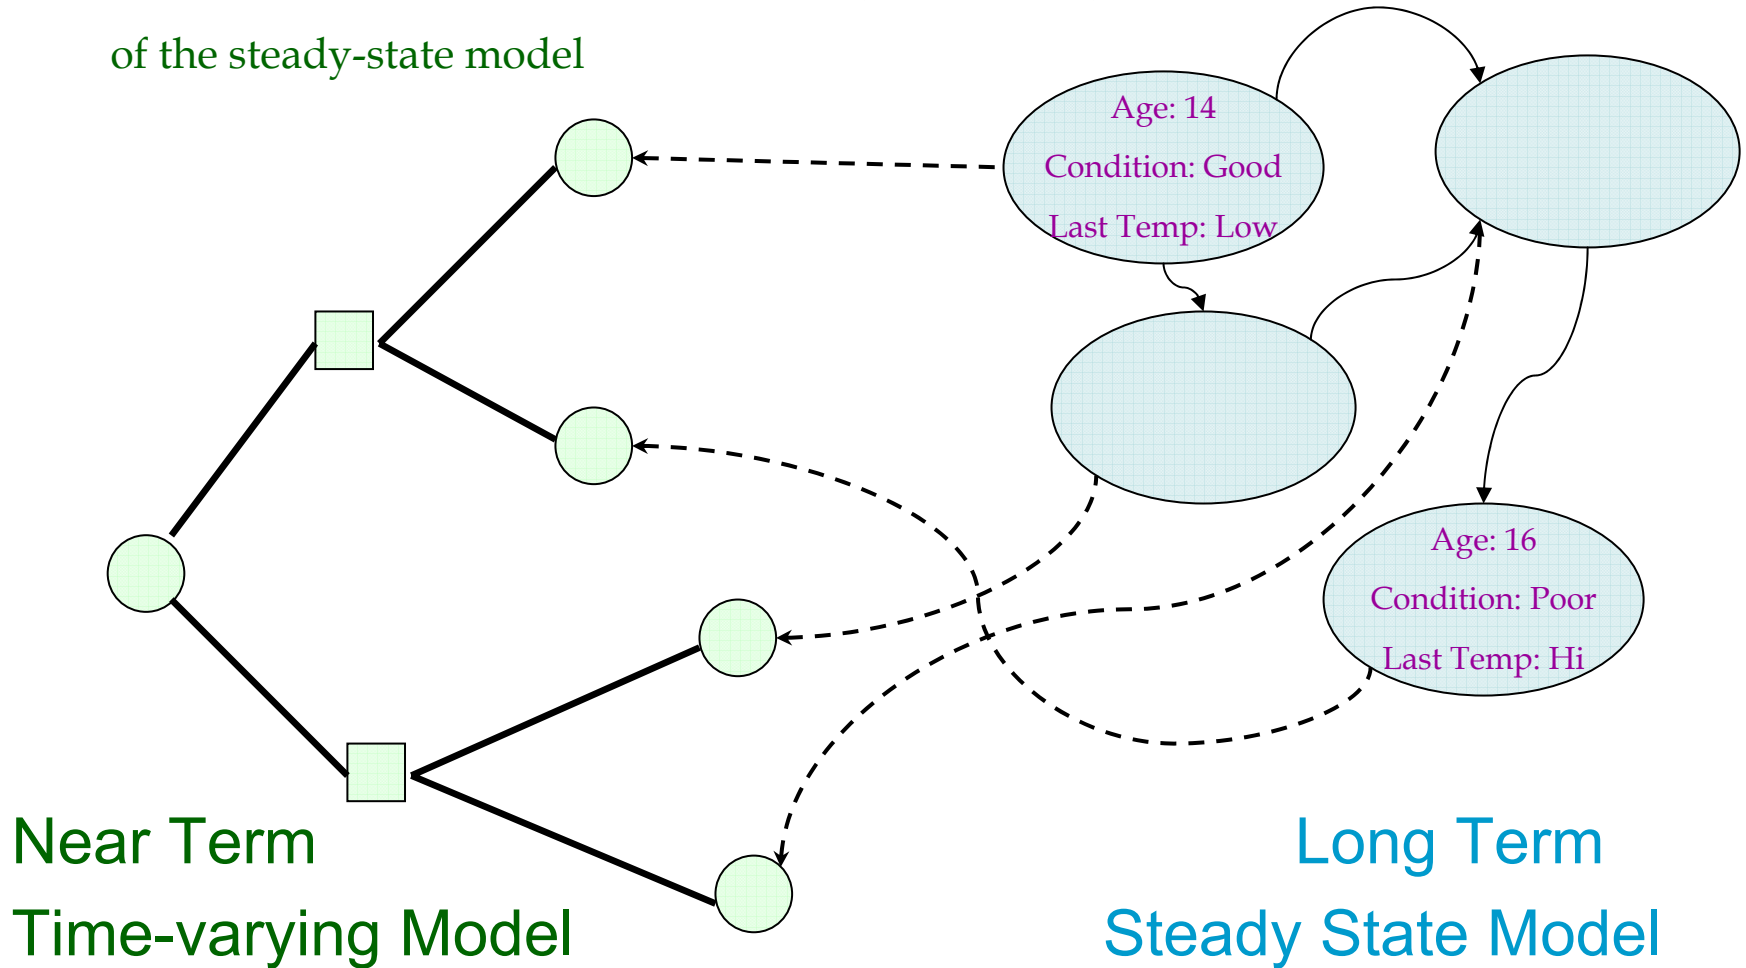 of the steady-state model
Age: 14
Condition: Good
Last Temp: Low
Age: 16
Condition: Poor
Last Temp: Hi
Near Term
Time-varying Model
Long Term
Steady State Model